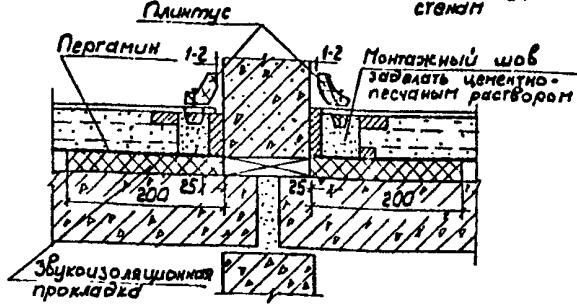 стенам
Плинтус
Пергамин
1-2
1-2
Монтажный шов
заделать цементно-
песчаным раствором
25
25
200
200
Звукоизоляционная
прокладка